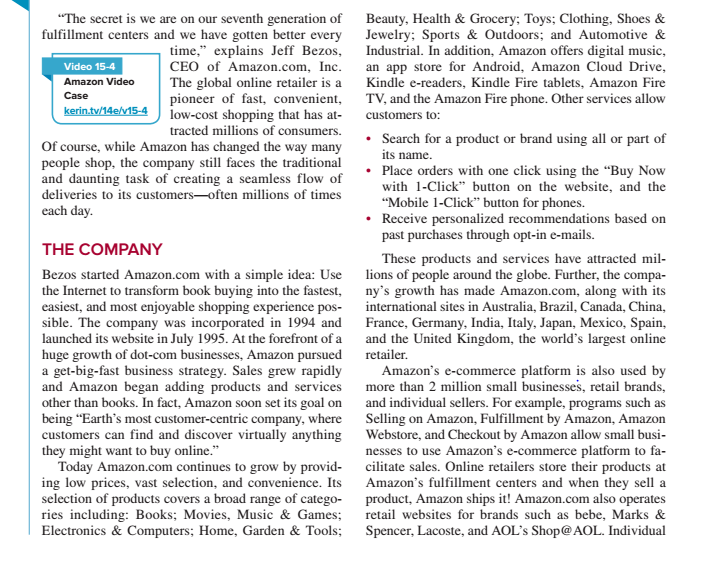 “The secret is we are on our seventh generation of
fulfillment centers and we have gotten better every
time,” explains Jeff Bezos,
CEO of Amazon.com, Inc.
The global online retailer is a
pioneer of fast, convenient,
low-cost shopping that has at-
tracted millions of consumers.
Video 15-4
Amazon Video
Case
kerin.tv/14e/v15-4
Of course, while Amazon has changed the way many
people shop, the company still faces the traditional
and daunting task of creating a seamless flow of
deliveries to its customers—often millions of times
each day.
THE COMPANY
Bezos started Amazon.com with a simple idea: Use
the Internet to transform book buying into the fastest,
easiest, and most enjoyable shopping experience pos-
sible. The company was incorporated in 1994 and
launched its website in July 1995. At the forefront of a
huge growth of dot-com businesses, Amazon pursued
a get-big-fast business strategy. Sales grew rapidly
and Amazon began adding products and services
other than books. In fact, Amazon soon set its goal on
being “Earth’s most customer-centric company, where
customers can find and discover virtually anything
they might want to buy online.”
Today Amazon.com continues to grow by provid-
ing low prices, vast selection, and convenience. Its
selection of products covers a broad range of catego-
ries including: Books; Movies, Music & Games;
Electronics & Computers; Home, Garden & Tools;
Beauty, Health & Grocery; Toys; Clothing, Shoes &
Jewelry; Sports & Outdoors; and Automotive &
Industrial. In addition, Amazon offers digital music,
an app store for Android, Amazon Cloud Drive,
Kindle e-readers, Kindle Fire tablets, Amazon Fire
TV, and the Amazon Fire phone. Other services allow
customers to:
• Search for a product or brand using all or part of
its name.
• Place orders with one click using the “Buy Now
with 1-Click” button on the website, and the
“Mobile 1-Click” button for phones.
• Receive personalized recommendations based on
past purchases through opt-in e-mails.
These products and services have attracted mil-
lions of people around the globe. Further, the compa-
ny’s growth has made Amazon.com, along with its
international sites in Australia, Brazil, Canada, China,
France, Germany, India, Italy, Japan, Mexico, Spain,
and the United Kingdom, the world’s largest online
retailer.
Amazon’s e-commerce platform is also used by
more than 2 million small businesses, retail brands,
and individual sellers. For example, programs such as
Selling on Amazon, Fulfillment by Amazon, Amazon
Webstore, and Checkout by Amazon allow small busi-
nesses to use Amazon’s e-commerce platform to fa-
cilitate sales. Online retailers store their products at
Amazon’s fulfillment centers and when they sell a
product, Amazon ships it! Amazon.com also operates
retail websites for brands such as bebe, Marks &
Spencer, Lacoste, and AOL’s Shop@AOL. Individual